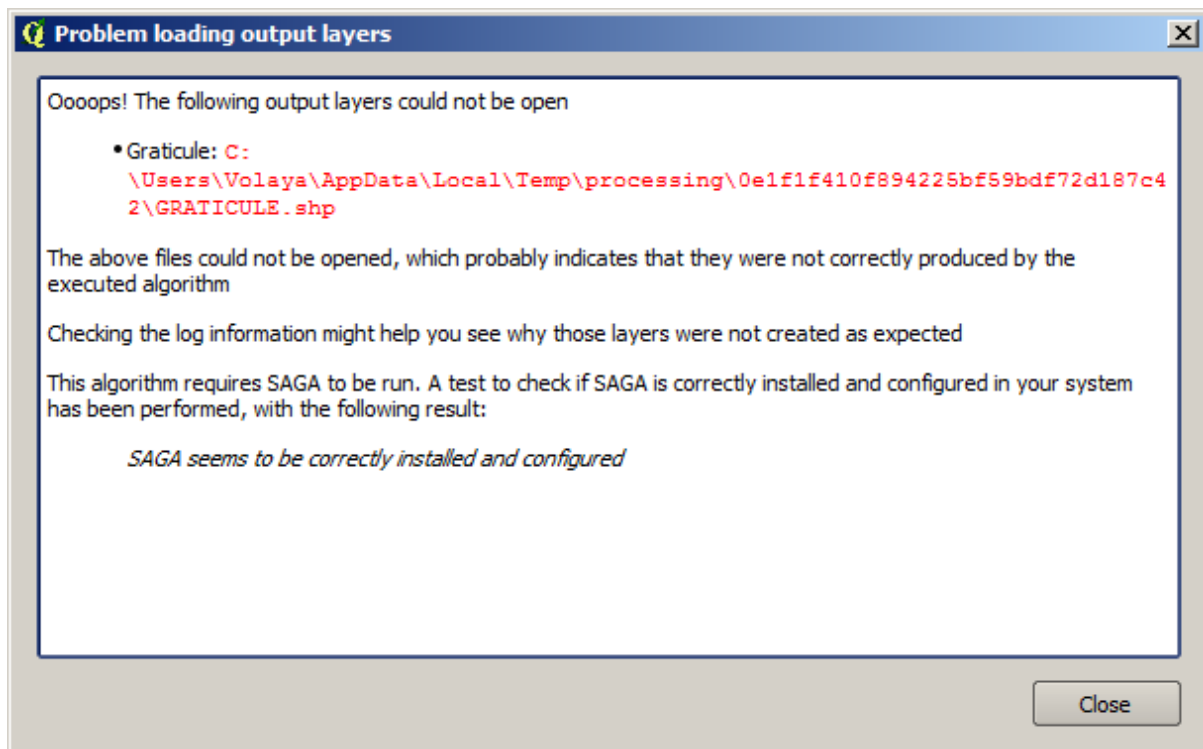 Problem loading output layers
Oooops! The following output layers could not be open
• Graticule: C:
\Users\Volaya\AppData\Local\Temp\processing\0e1f1f410f894225bf59bdf72d187c4
2\GRATICULE.shp
The above files could not be opened, which probably indicates that they were not correctly produced by the
executed algorithm
Checking the log information might help you see why those layers were not created as expected
This algorithm requires SAGA to be run. A test to check if SAGA is correctly installed and configured in your system
has been performed, with the following result:
SAGA seems to be correctly installed and configured
Close